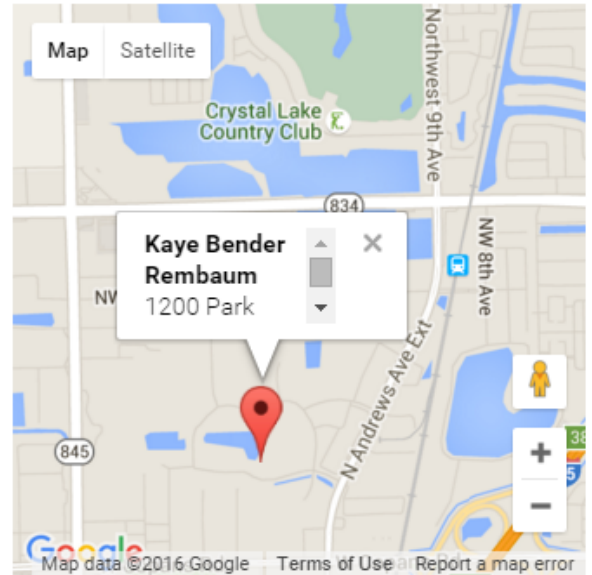 Map Satellite
Northwest 9th Ave
Crystal Lake
Country Club
834
Kaye Bender
Rembaum
1200 Park
×
NW
NW 8th Ave
N Andrews Ave Ext
845
+
−
Google
Map data ©2016 Google Terms of Use Report a map error